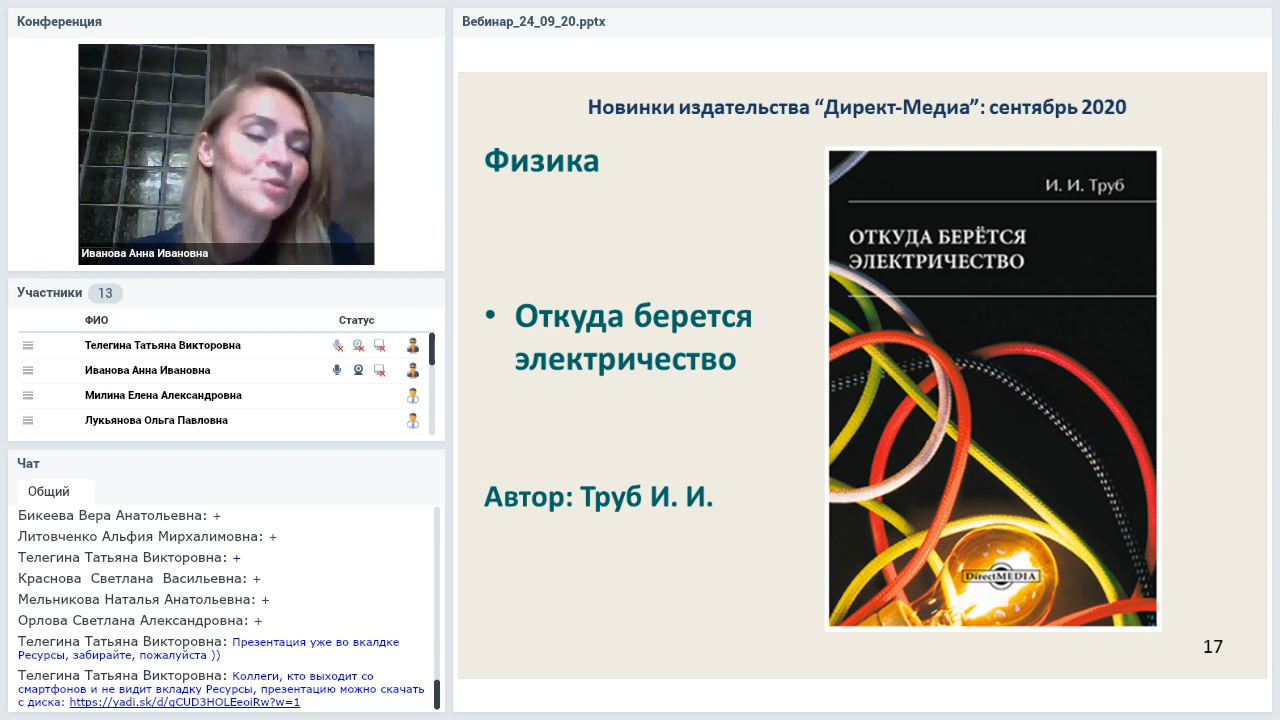 Конференция
Иванова Анна Ивановна
Участники 13
ФИО Статус
Телегина Татьяна Викторовна
Иванова Анна Ивановна
Милина Елена Александровна
Лукьянова Ольга Павловна
Чат
Общий
Бикеева Вера Анатольевна: +
Литовченко Альфия Мирхалимовна: +
Телегина Татьяна Викторовна: +
Краснова Светлана Васильевна: +
Мельникова Наталья Анатольевна: +
Орлова Светлана Александровна: +
Телегина Татьяна Викторовна: Презентация уже во вкалдке
Ресурсы, забирайте, пожалуйста ))
Телегина Татьяна Викторовна: Коллеги, кто выходит со
смартфонов и не видит вкладку Ресурсы, презентацию можно скачать
с диска: https://yadi.sk/d/gCUD3HOLEeoiRw?w=1
Вебинар_24_09_20.pptx
Новинки издательства “Директ-Медиа”: сентябрь 2020
Физика
• Откуда берется
электричество
Автор: Труб И. И.
И. И. Труб
ОТКУДА БЕРЁТСЯ
ЭЛЕКТРИЧЕСТВО
DirectMEDIA
17